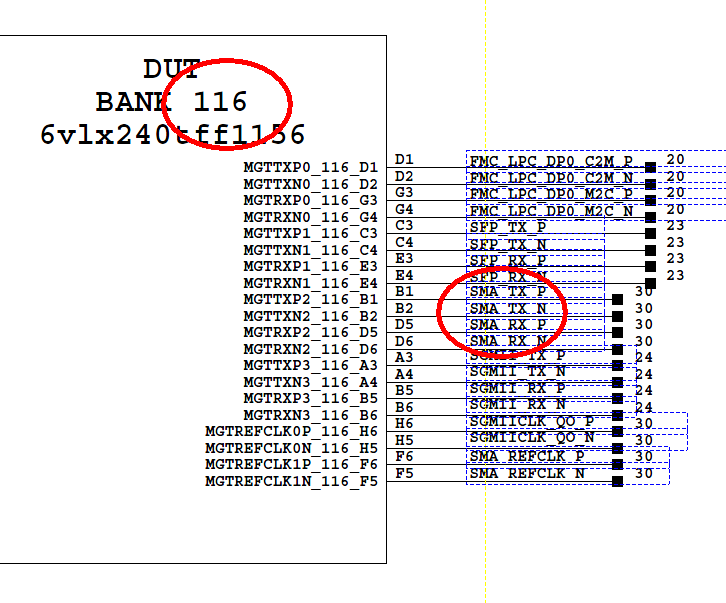 DUT
BANK 116
6vlx240tff1156
MGTTXP0_116_D1 D1 FMC_LPC_DP0_C2M_P 20
MGTTXN0_116_D2 D2 FMC_LPC_DP0_C2M_N 20
MGTRXP0_116_G3 G3 FMC_LPC_DP0_M2C_P 20
MGTRXN0_116_G4 G4 FMC_LPC_DP0_M2C_N 20
MGTTXP1_116_C3 C3 SFP_TX_P 23
MGTTXN1_116_C4 C4 SFP_TX_N 23
MGTRXP1_116_E3 E3 SFP_RX_P 23
MGTRXN1_116_E4 E4 SFP_RX_N 23
MGTTXP2_116_B1 B1 SMA_TX_P 30
MGTTXN2_116_B2 B2 SMA_TX_N 30
MGTRXP2_116_D5 D5 SMA_RX_P 30
MGTRXN2_116_D6 D6 SMA_RX_N 30
MGTTXP3_116_A3 A3 SGMII_TX_P 24
MGTTXN3_116_A4 A4 SGMII_TX_N 24
MGTRXP3_116_B5 B5 SGMII_RX_P 24
MGTRXN3_116_B6 B6 SGMII_RX_N 24
MGTREFCLK0P_116_H6 H6 SGMIICLK_QO_P 30
MGTREFCLK0N_116_H5 H5 SGMIICLK_QO_N 30
MGTREFCLK1P_116_F6 F6 SMA_REFCLK_P 30
MGTREFCLK1N_116_F5 F5 SMA_REFCLK_N 30